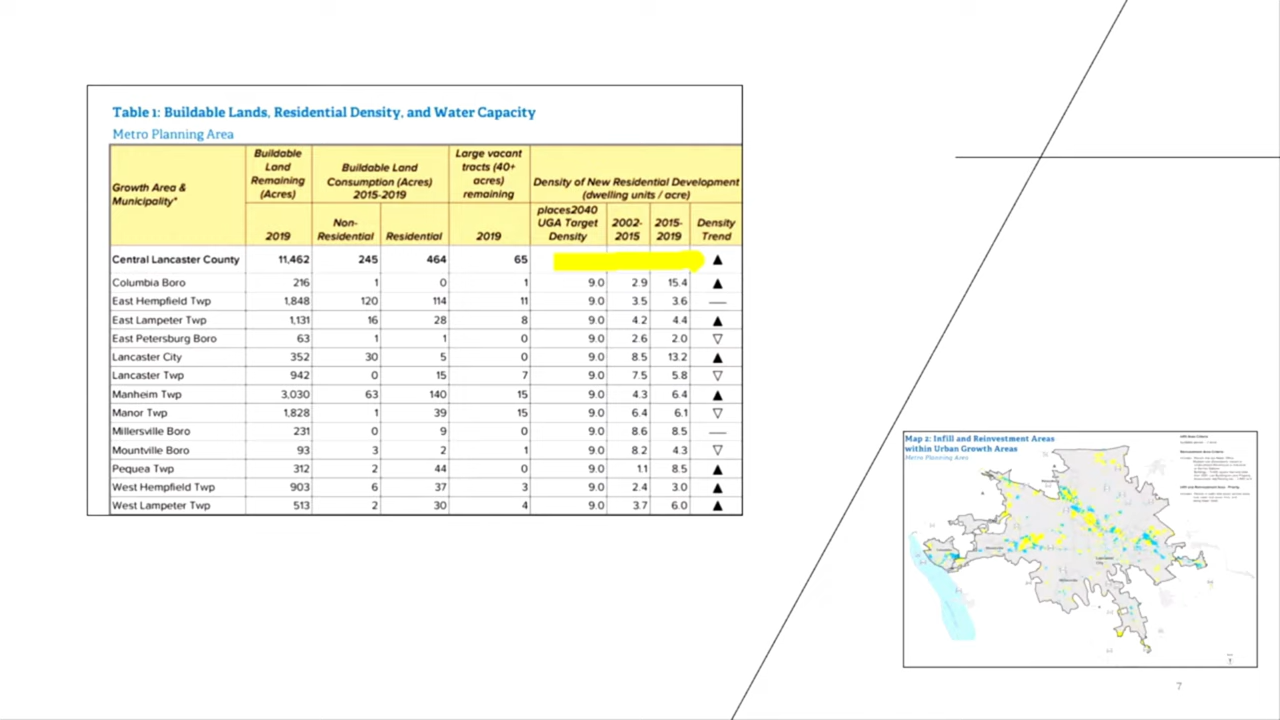 Table 1: Buildable Lands, Residential Density, and Water Capacity
Metro Planning Area
Growth Area & Municipality*
Buildable Land Remaining (Acres)
Buildable Land Consumption (Acres) 2015-2019
Large vacant tracts (40+ acres) remaining
Density of New Residential Development (dwelling units / acre)
2019
Non-Residential
Residential
2019
places2040 UGA Target Density
2002-2015
2015-2019
Density Trend
Central Lancaster County 11,462 245 464 65 ▲
Columbia Boro 216 1 0 1 9.0 2.9 15.4 ▲
East Hempfield Twp 1,848 120 114 11 9.0 3.5 3.6 —
East Lampeter Twp 1,131 16 28 8 9.0 4.2 4.4 ▲
East Petersburg Boro 63 1 1 0 9.0 2.6 2.0 ▽
Lancaster City 352 30 5 0 9.0 8.5 13.2 ▲
Lancaster Twp 942 0 15 7 9.0 7.5 5.8 ▽
Manheim Twp 3,030 63 140 15 9.0 4.3 6.4 ▲
Manor Twp 1,828 1 39 15 9.0 6.4 6.1 ▽
Millersville Boro 231 0 9 0 9.0 8.6 8.5 —
Mountville Boro 93 3 2 1 9.0 8.2 4.3 ▽
Pequea Twp 312 2 44 0 9.0 1.1 8.5 ▲
West Hempfield Twp 903 6 37 1 9.0 2.4 3.0 ▲
West Lampeter Twp 513 2 30 4 9.0 3.7 6.0 ▲
Map 2: Infill and Reinvestment Areas
within Urban Growth Areas
Metro Planning Area
7